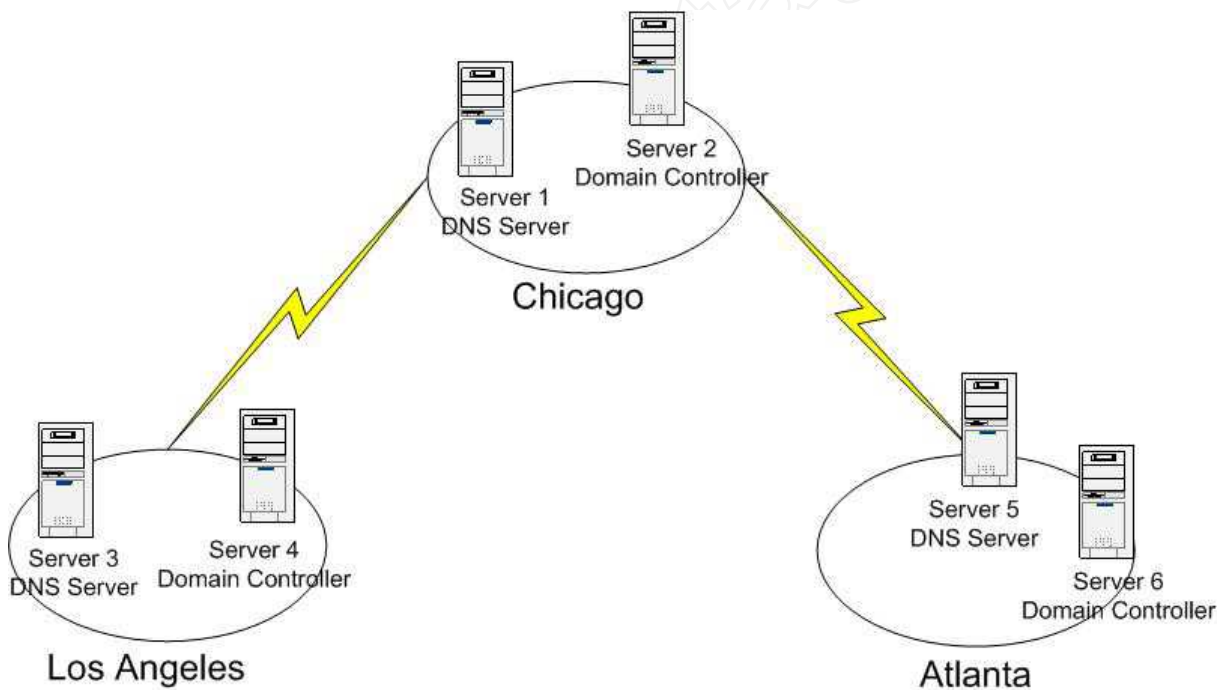 Server 2
Domain Controller
Server 1
DNS Server
Chicago
Server 3
DNS Server
Server 4
Domain Controller
Los Angeles
Server 5
DNS Server
Server 6
Domain Controller
Atlanta